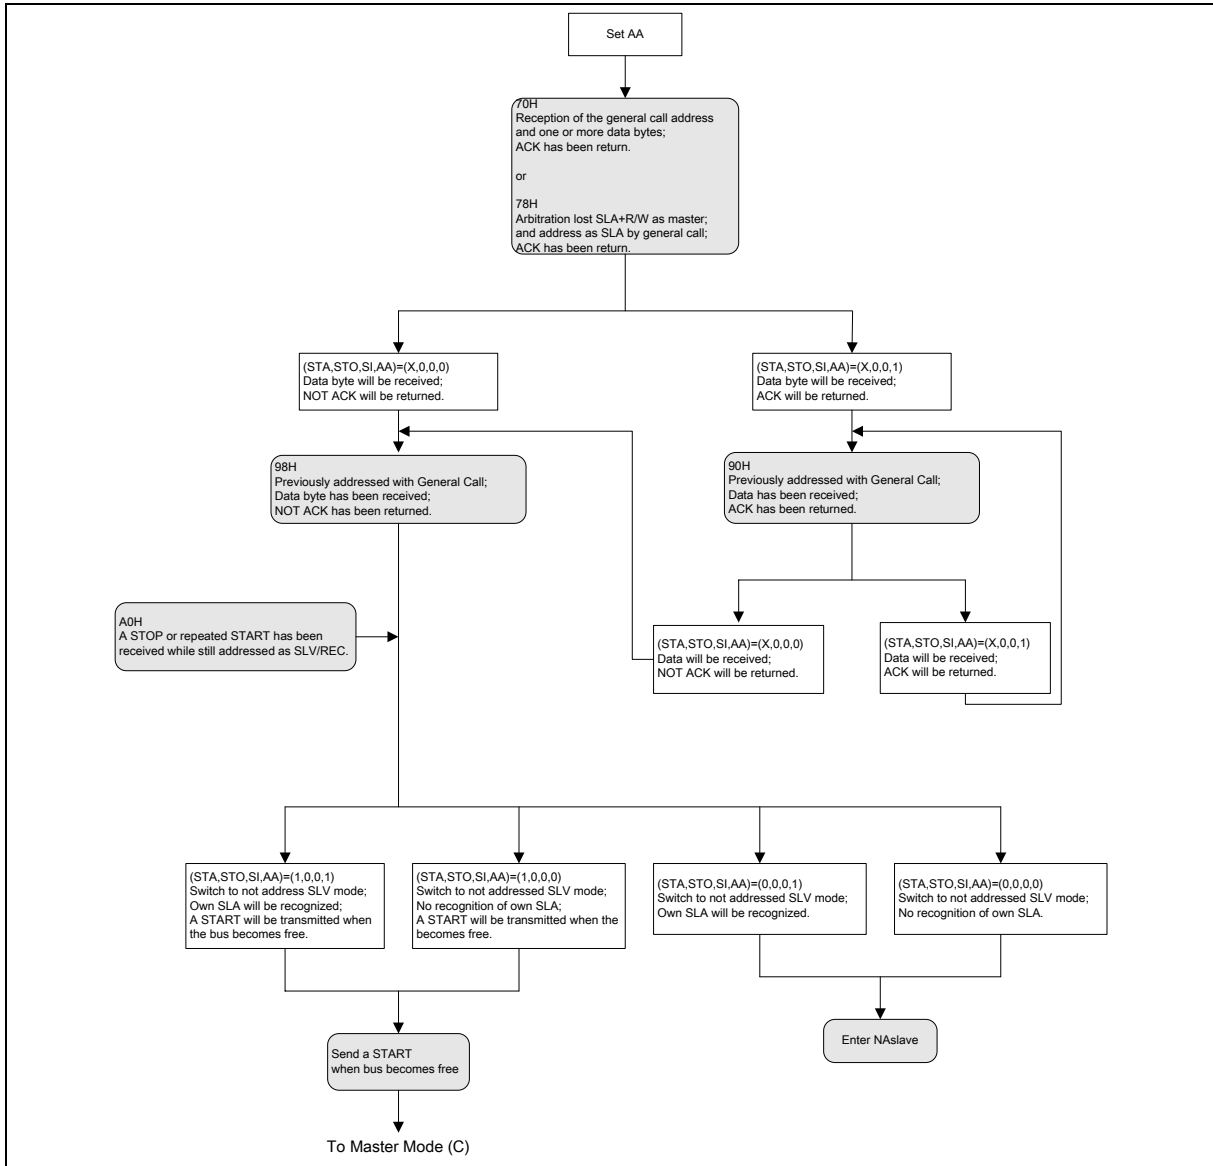 Set AA
70H
Reception of the general call address
and one or more data bytes;
ACK has been return.
or
78H
Arbitration lost SLA+R/W as master;
and address as SLA by general call;
ACK has been return.
(STA,STO,SI,AA)=(X,0,0,0)
Data byte will be received;
NOT ACK will be returned.
(STA,STO,SI,AA)=(X,0,0,1)
Data byte will be received;
ACK will be returned.
98H
Previously addressed with General Call;
Data byte has been received;
NOT ACK has been returned.
90H
Previously addressed with General Call;
Data has been received;
ACK has been returned.
A0H
A STOP or repeated START has been
received while still addressed as SLV/REC.
(STA,STO,SI,AA)=(X,0,0,0)
Data will be received;
NOT ACK will be returned.
(STA,STO,SI,AA)=(X,0,0,1)
Data will be received;
ACK will be returned.
(STA,STO,SI,AA)=(1,0,0,1)
Switch to not address SLV mode;
Own SLA will be recognized;
A START will be transmitted when
the bus becomes free.
(STA,STO,SI,AA)=(1,0,0,0)
Switch to not addressed SLV mode;
No recognition of own SLA;
A START will be transmitted when the
becomes free.
(STA,STO,SI,AA)=(0,0,0,1)
Switch to not addressed SLV mode;
Own SLA will be recognized.
(STA,STO,SI,AA)=(0,0,0,0)
Switch to not addressed SLV mode;
No recognition of own SLA.
Send a START
when bus becomes free
Enter NAslave
To Master Mode (C)